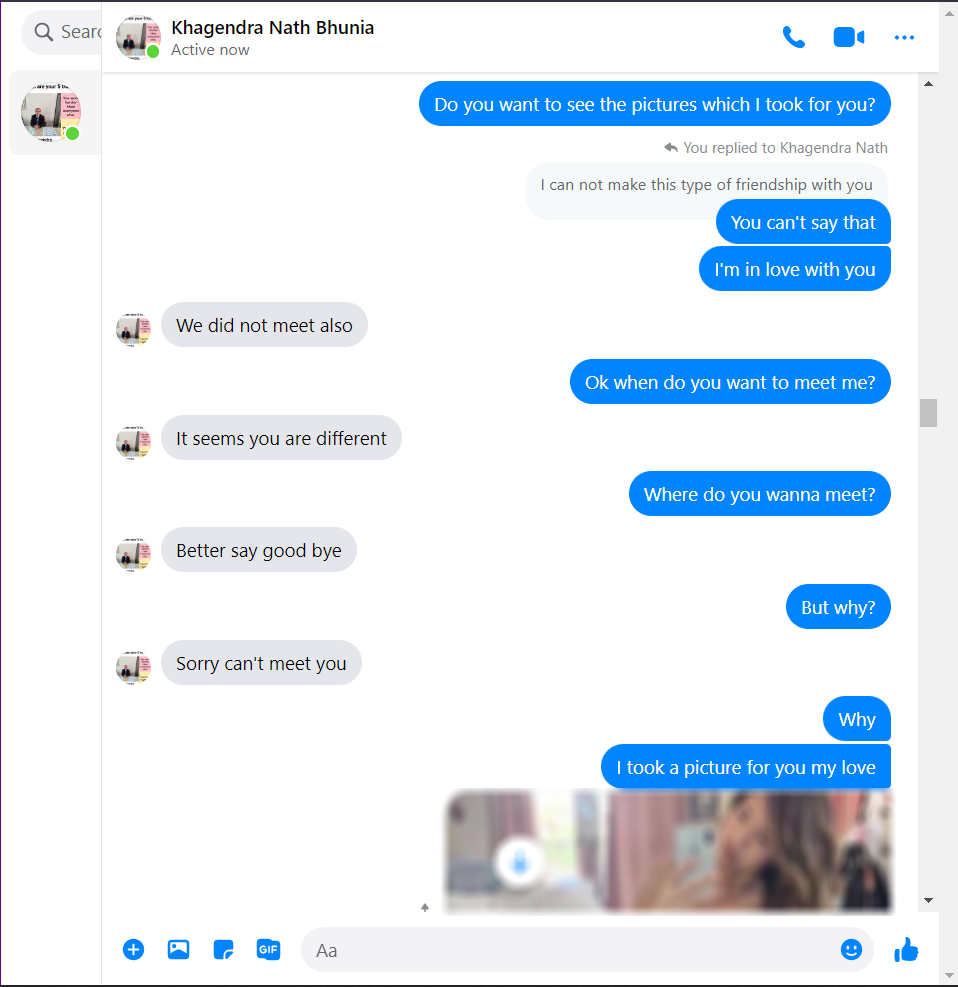 Searc
Khagendra Nath Bhunia
Active now
Do you want to see the pictures which I took for you?
You replied to Khagendra Nath
I can not make this type of friendship with you
You can't say that
I'm in love with you
We did not meet also
Ok when do you want to meet me?
It seems you are different
Where do you wanna meet?
Better say good bye
But why?
Sorry can't meet you
Why
I took a picture for you my love
GIF
Aa